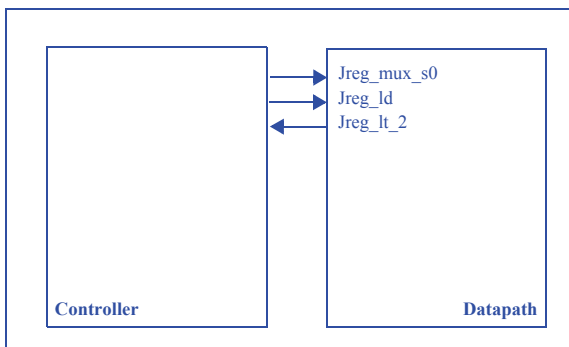 Jreg_mux_s0
Jreg_ld
Jreg_lt_2
Controller
Datapath